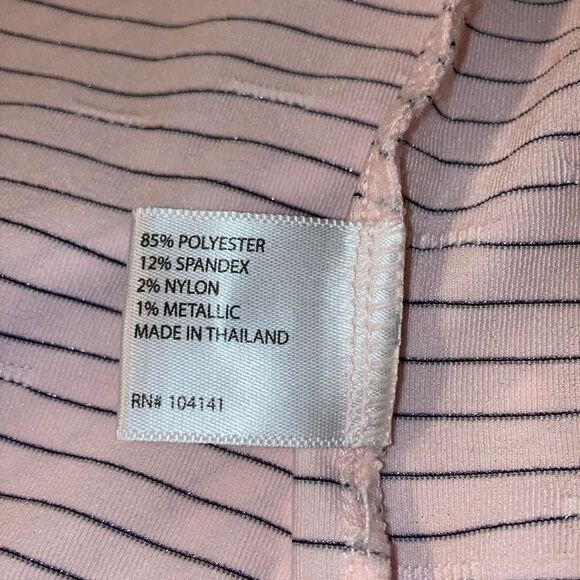 85% POLYESTER
12% SPANDEX
2% NYLON
1% METALLIC
MADE IN THAILAND
RN# 104141